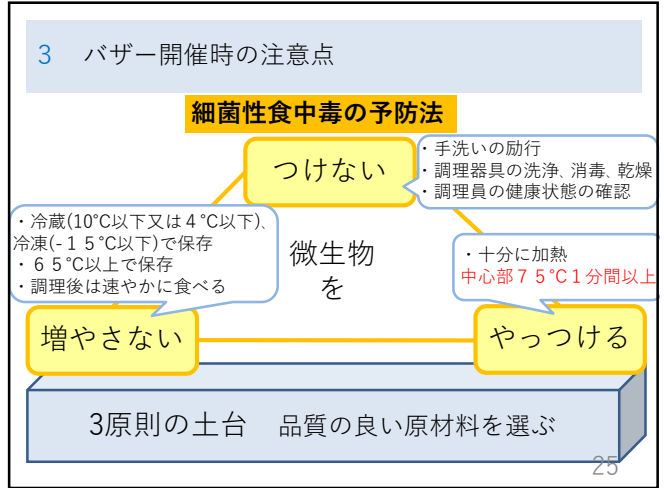 3 バザー開催時の注意点
細菌性食中毒の予防法
つけない
・手洗いの励行
・調理器具の洗浄、消毒、乾燥
・調理員の健康状態の確認
・冷蔵(10℃以下又は４℃以下)、
冷凍(-１５℃以下)で保存
・６５℃以上で保存
・調理後は速やかに食べる
微生物
を
・十分に加熱
中心部７５℃１分間以上
増やさない
やっつける
3原則の土台 品質の良い原材料を選ぶ
25